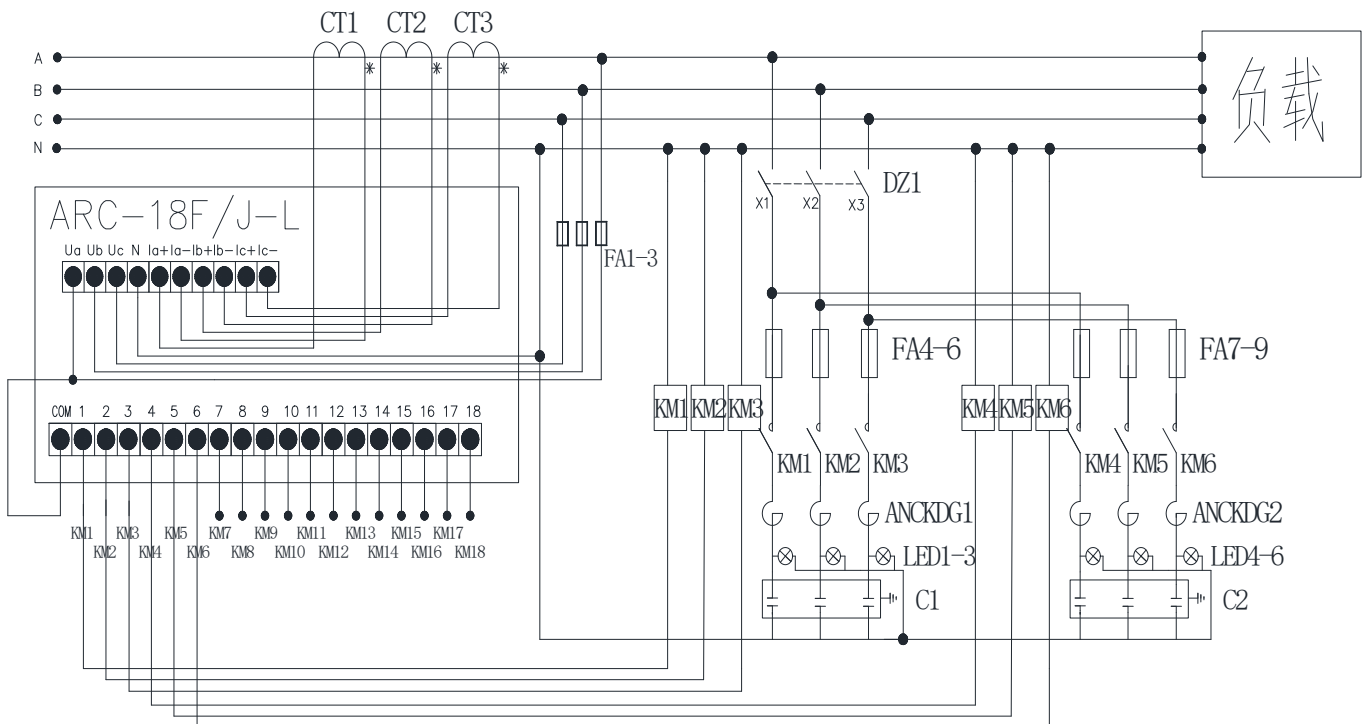 CT1 CT2 CT3
A
* * *
B
C
N
负载
ARC-18F/J-L
DZ1
X1 X2 X3
Ua Ub Uc N Ia+ Ia- Ib+ Ib- Ic+ Ic-
FA1-3
FA4-6 FA7-9
KM1 KM2 KM3 KM4 KM5 KM6
COM 1 2 3 4 5 6 7 8 9 10 11 12 13 14 15 16 17 18
KM1 KM2 KM3 KM4 KM5 KM6
ANCKDG1 ANCKDG2
KM1 KM3 KM5 KM7 KM9 KM11 KM13 KM15 KM17
KM2 KM4 KM6 KM8 KM10 KM12 KM14 KM16 KM18
LED1-3 LED4-6
C1 C2